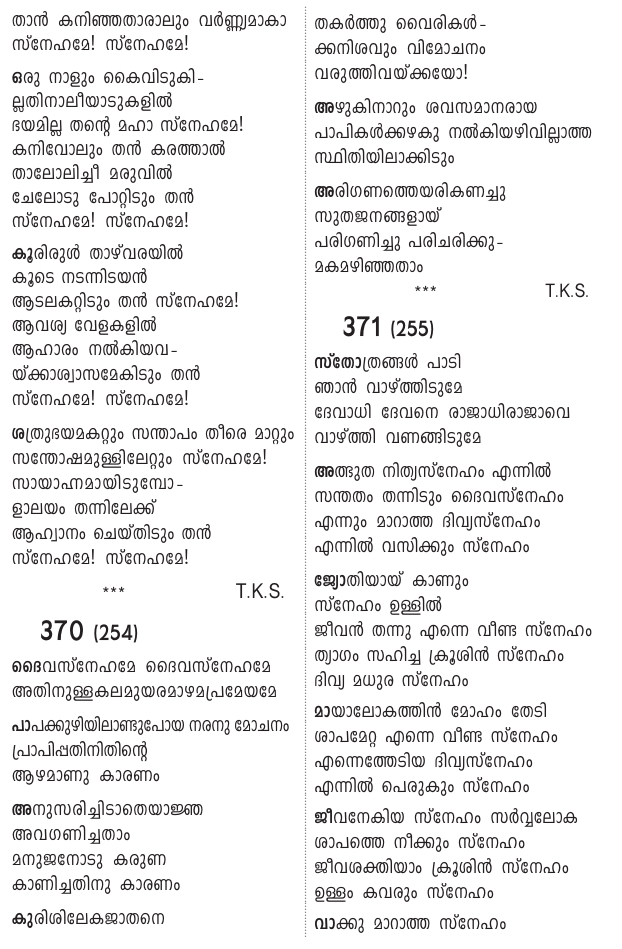 താൻ കനിഞ്ഞതാരാലും വർണ്ണ്യമാകാ
സ്നേഹമേ! സ്നേഹമേ!
ഒരു നാളും കൈവിടുകി-
ല്ലതിനാലീയാടുകളിൽ
ഭയമില്ല തന്റെ മഹാ സ്നേഹമേ!
കനിവോലും തൻ കരത്താൽ
താലോലിച്ചീ മരുവിൽ
ചേലോടു പോറ്റിടും തൻ
സ്നേഹമേ! സ്നേഹമേ!
കൂരിരുൾ താഴ്‌വരയിൽ
കൂടെ നടന്നിടയൻ
ആടലകറ്റിടും തൻ സ്നേഹമേ!
ആവശ്യ വേളകളിൽ
ആഹാരം നൽകിയവ-
യ്ക്കാശ്വാസമേകിടും തൻ
സ്നേഹമേ! സ്നേഹമേ!
ശത്രുഭയമകറ്റും സന്താപം തീരെ മാറ്റും
സന്തോഷമുള്ളിലേറ്റും സ്നേഹമേ!
സായാഹ്നമായിടുമ്പോ-
ളാലയം തന്നിലേക്ക്
ആഹ്വാനം ചെയ്തിടും തൻ
സ്നേഹമേ! സ്നേഹമേ!
*** T.K.S.
370 (254)
ദൈവസ്നേഹമേ ദൈവസ്നേഹമേ
അതിനുള്ളകലമുയരമാഴമപ്രമേയമേ
പാപക്കുഴിയിലാണ്ടുപോയ നരനു മോചനം
പ്രാപിപ്പതിനിതിന്റെ
ആഴമാണു കാരണം
അനുസരിച്ചിടാതെയാജ്ഞ
അവഗണിച്ചതാം
മനുജനോടു കരുണ
കാണിച്ചതിനു കാരണം
കുരിശിലേകജാതനെ
തകർത്തു വൈരികൾ-
ക്കനിശവും വിമോചനം
വരുത്തിവയ്ക്കയോ!
അഴുകിനാറും ശവസമാനരായ
പാപികൾക്കഴകു നൽകിയഴിവില്ലാത്ത
സ്ഥിതിയിലാക്കിടും
അരിഗണത്തെയരികണച്ചു
സുതജനങ്ങളായ്
പരിഗണിച്ചു പരിചരിക്കു-
മകമഴിഞ്ഞതാം
*** T.K.S.
371 (255)
സ്തോത്രങ്ങൾ പാടി
ഞാൻ വാഴ്ത്തിടുമേ
ദേവാധി ദേവനെ രാജാധിരാജാവെ
വാഴ്ത്തി വണങ്ങിടുമേ
അത്ഭുത നിത്യസ്നേഹം എന്നിൽ
സന്തതം തന്നിടും ദൈവസ്നേഹം
എന്നും മാറാത്ത ദിവ്യസ്നേഹം
എന്നിൽ വസിക്കും സ്നേഹം
ജ്യോതിയായ് കാണും
സ്നേഹം ഉള്ളിൽ
ജീവൻ തന്നു എന്നെ വീണ്ട സ്നേഹം
ത്യാഗം സഹിച്ച ക്രൂശിൻ സ്നേഹം
ദിവ്യ മധുര സ്നേഹം
മായാലോകത്തിൻ മോഹം തേടി
ശാപമേറ്റ എന്നെ വീണ്ട സ്നേഹം
എന്നെത്തേടിയ ദിവ്യസ്നേഹം
എന്നിൽ പെരുകും സ്നേഹം
ജീവനേകിയ സ്നേഹം സർവ്വലോക
ശാപത്തെ നീക്കും സ്നേഹം
ജീവശക്തിയാം ക്രൂശിൻ സ്നേഹം
ഉള്ളം കവരും സ്നേഹം
വാക്കു മാറാത്ത സ്നേഹം